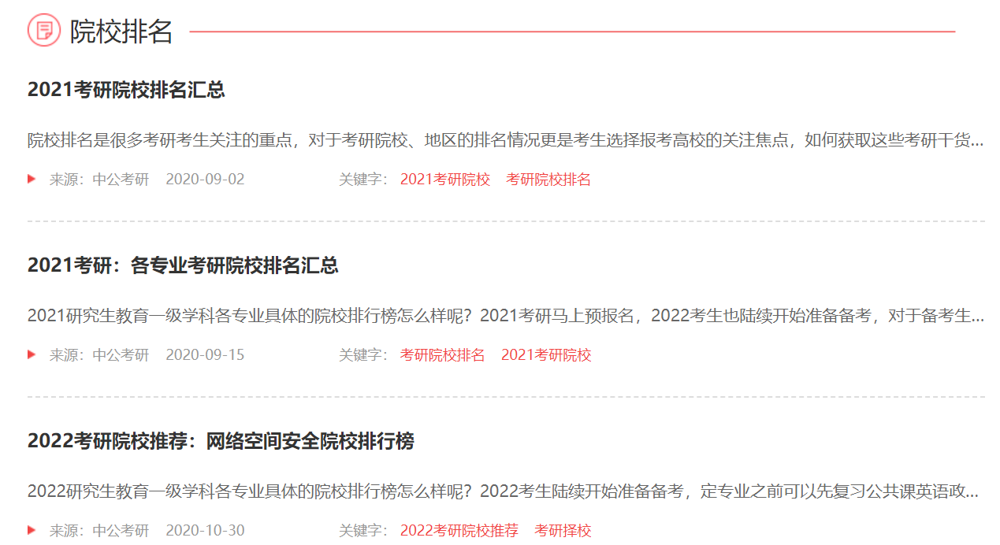 院校排名
2021考研院校排名汇总
院校排名是很多考研考生关注的重点，对于考研院校、地区的排名情况更是考生选择报考高校的关注焦点，如何获取这些考研干货...
来源：中公考研 2020-09-02 关键字： 2021考研院校 考研院校排名
2021考研：各专业考研院校排名汇总
2021研究生教育一级学科各专业具体的院校排行榜怎么样呢？2021考研马上预报名，2022考生也陆续开始准备备考，对于备考生...
来源：中公考研 2020-09-15 关键字： 考研院校排名 2021考研院校
2022考研院校推荐：网络空间安全院校排行榜
2022研究生教育一级学科各专业具体的院校排行榜怎么样呢？2022考生陆续开始准备备考，定专业之前可以先复习公共课英语政...
来源：中公考研 2020-10-30 关键字： 2022考研院校推荐 考研择校